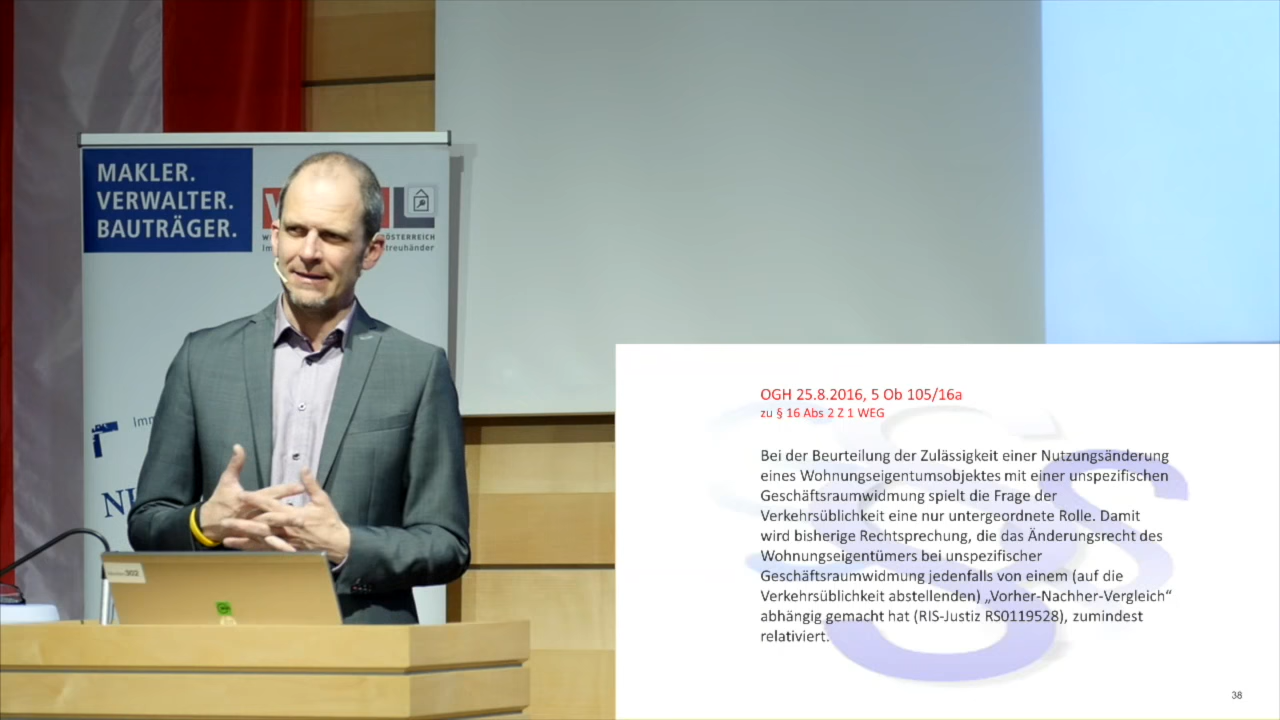 MAKLER.
VERWALTER.
BAUTRÄGER.
ÖSTERREICH
streuhänder
Imm
OGH 25.8.2016, 5 Ob 105/16a
zu § 16 Abs 2 Z 1 WEG
Bei der Beurteilung der Zulässigkeit einer Nutzungsänderung
eines Wohnungseigentumsobjektes mit einer unspezifischen
Geschäftsraumwidmung spielt die Frage der
Verkehrsüblichkeit eine nur untergeordnete Rolle. Damit
wird bisherige Rechtsprechung, die das Änderungsrecht des
Wohnungseigentümers bei unspezifischer
Geschäftsraumwidmung jedenfalls von einem (auf die
Verkehrsüblichkeit abstellenden) „Vorher-Nachher-Vergleich“
abhängig gemacht hat (RIS-Justiz RS0119528), zumindest
relativiert.
38